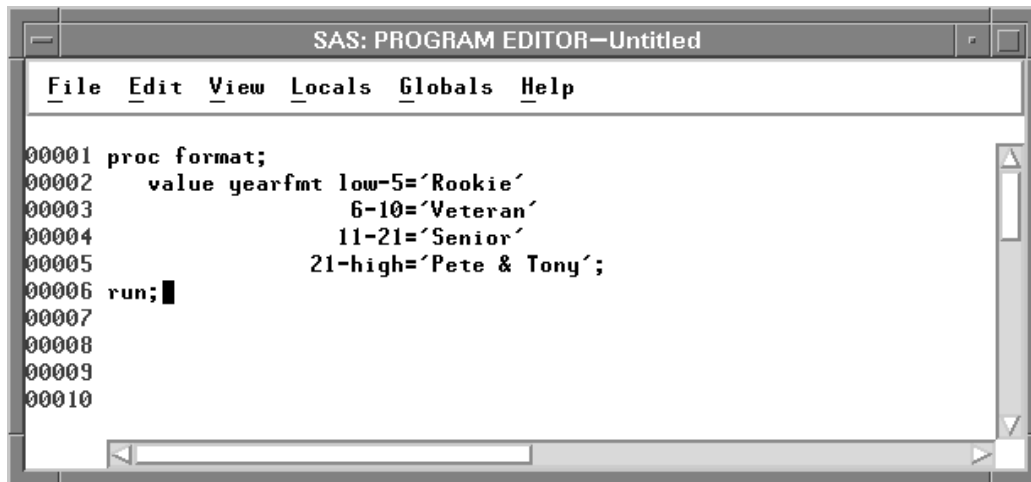 SAS: PROGRAM EDITOR—Untitled
File Edit View Locals Globals Help
00001 proc format;
00002    value yearfmt low-5='Rookie'
00003                   6-10='Veteran'
00004                  11-21='Senior'
00005                21-high='Pete & Tony';
00006 run;
00007
00008
00009
00010